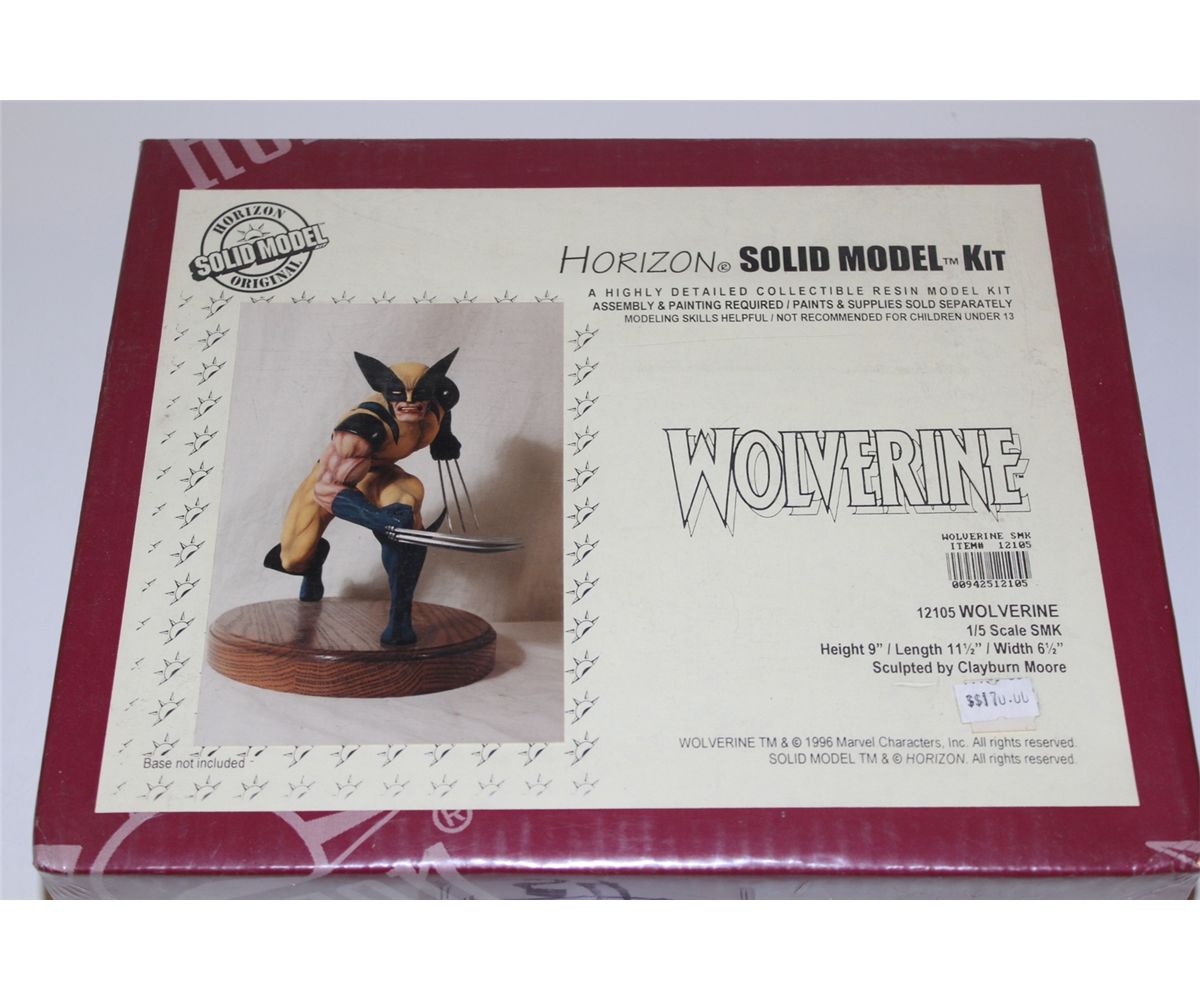 HORIZON
SOLID MODEL
ORIGINAL
HORIZON® SOLID MODEL™ KIT
A HIGHLY DETAILED COLLECTIBLE RESIN MODEL KIT
ASSEMBLY & PAINTING REQUIRED / PAINTS & SUPPLIES SOLD SEPARATELY
MODELING SKILLS HELPFUL / NOT RECOMMENDED FOR CHILDREN UNDER 13
WOLVERINE
WOLVERINE SMK
ITEM# 12105
00942512105
12105 WOLVERINE
1/5 Scale SMK
Height 9” / Length 11½” / Width 6½”
Sculpted by Clayburn Moore
$$170.00
WOLVERINE TM & © 1996 Marvel Characters, Inc. All rights reserved.
SOLID MODEL TM & © HORIZON. All rights reserved.
Base not included
®